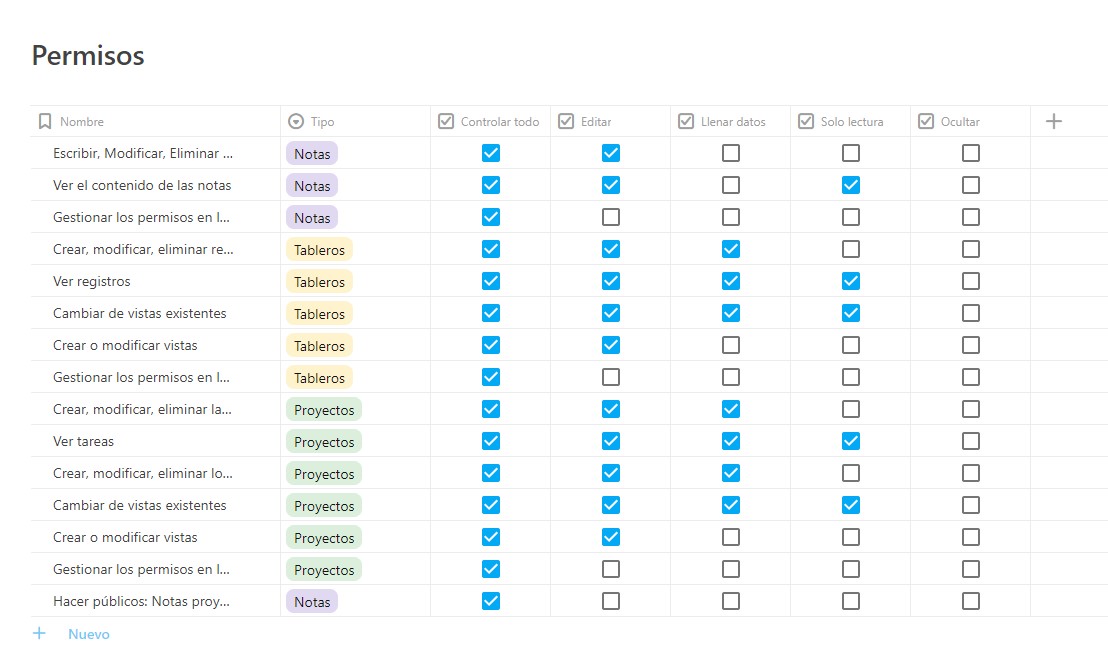 Permisos
Nombre Tipo Controlar todo Editar Llenar datos Solo lectura Ocultar
Escribir, Modificar, Eliminar ... Notas
Ver el contenido de las notas Notas
Gestionar los permisos en l... Notas
Crear, modificar, eliminar re... Tableros
Ver registros Tableros
Cambiar de vistas existentes Tableros
Crear o modificar vistas Tableros
Gestionar los permisos en l... Tableros
Crear, modificar, eliminar la... Proyectos
Ver tareas Proyectos
Crear, modificar, eliminar lo... Proyectos
Cambiar de vistas existentes Proyectos
Crear o modificar vistas Proyectos
Gestionar los permisos en l... Proyectos
Hacer públicos: Notas proy... Notas
+ Nuevo